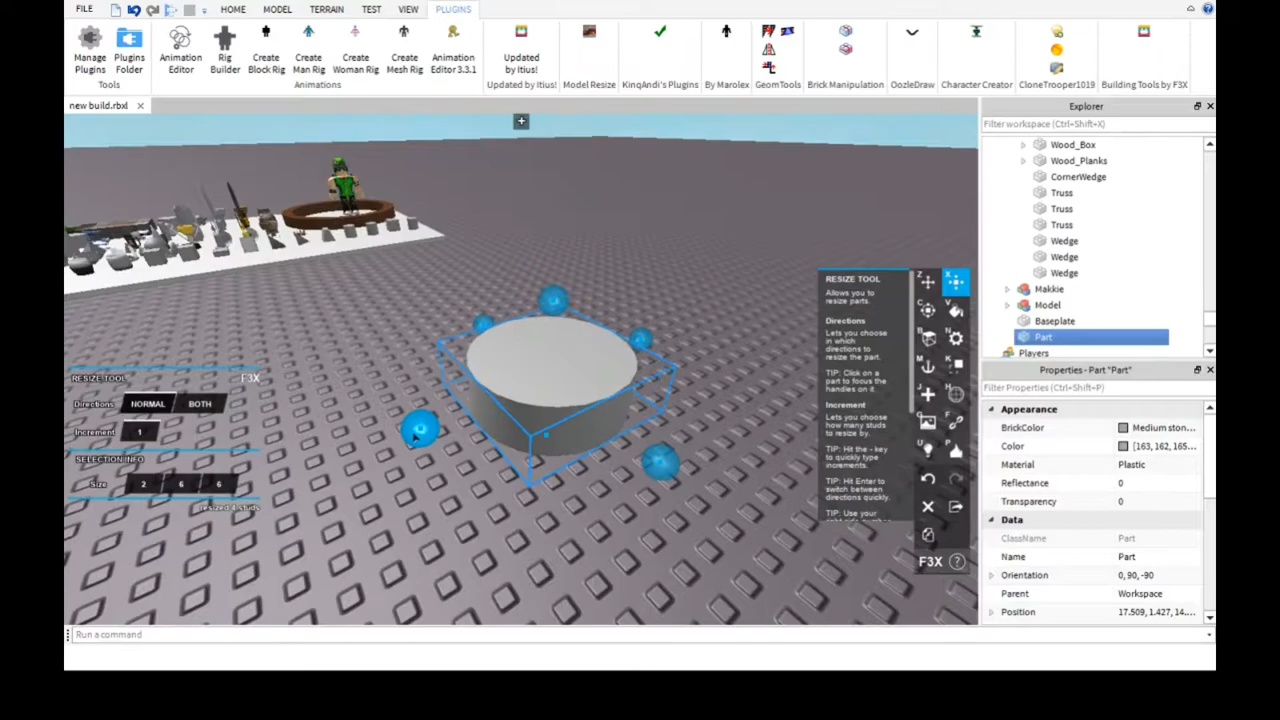 FILE HOME MODEL TERRAIN TEST VIEW PLUGINS
Manage Plugins
Plugins Folder
Animation Editor
Rig Builder
Create Block Rig
Create Man Rig
Create Woman Rig
Create Mesh Rig
Animation Editor 3.3.1
Updated by Itius!
Tools
Animations
Updated by Itius!
Model Resize
KinqAndi's Plugins
By Marolex
GeomTools
Brick Manipulation
OozleDraw
Character Creator
CloneTrooper1019
Building Tools by F3X
new build.rbxl
Explorer
Filter workspace (Ctrl+Shift+X)
Wood_Box
Wood_Planks
CornerWedge
Truss
Truss
Truss
Wedge
Wedge
Wedge
Makkie
Model
Baseplate
Part
Players
RESIZE TOOL
Allows you to
resize parts.
Directions
Lets you choose
in which
directions to
resize the part.
TIP: Click on a
part to focus the
handles on it.
Increment
Lets you choose
how many
studs to
resize by.
TIP: Hit the - key
to quickly type
increments.
TIP: Hit Enter to
switch between
directions quickly.
TIP: Use your
Z X
C V
B N
M K
J H
G F
U P
F3X ?
RESIZE TOOL F3X
Directions NORMAL BOTH
Increment 1
SELECTION INFO
Size 2 6 6
resized 4 studs
Properties - Part "Part"
Filter Properties (Ctrl+Shift+P)
Appearance
BrickColor Medium ston...
Color [163, 162, 165...
Material Plastic
Reflectance 0
Transparency 0
Data
ClassName Part
Name Part
Orientation 0, 90, -90
Parent Workspace
Position 17.509, 1.427, 14....
Run a command